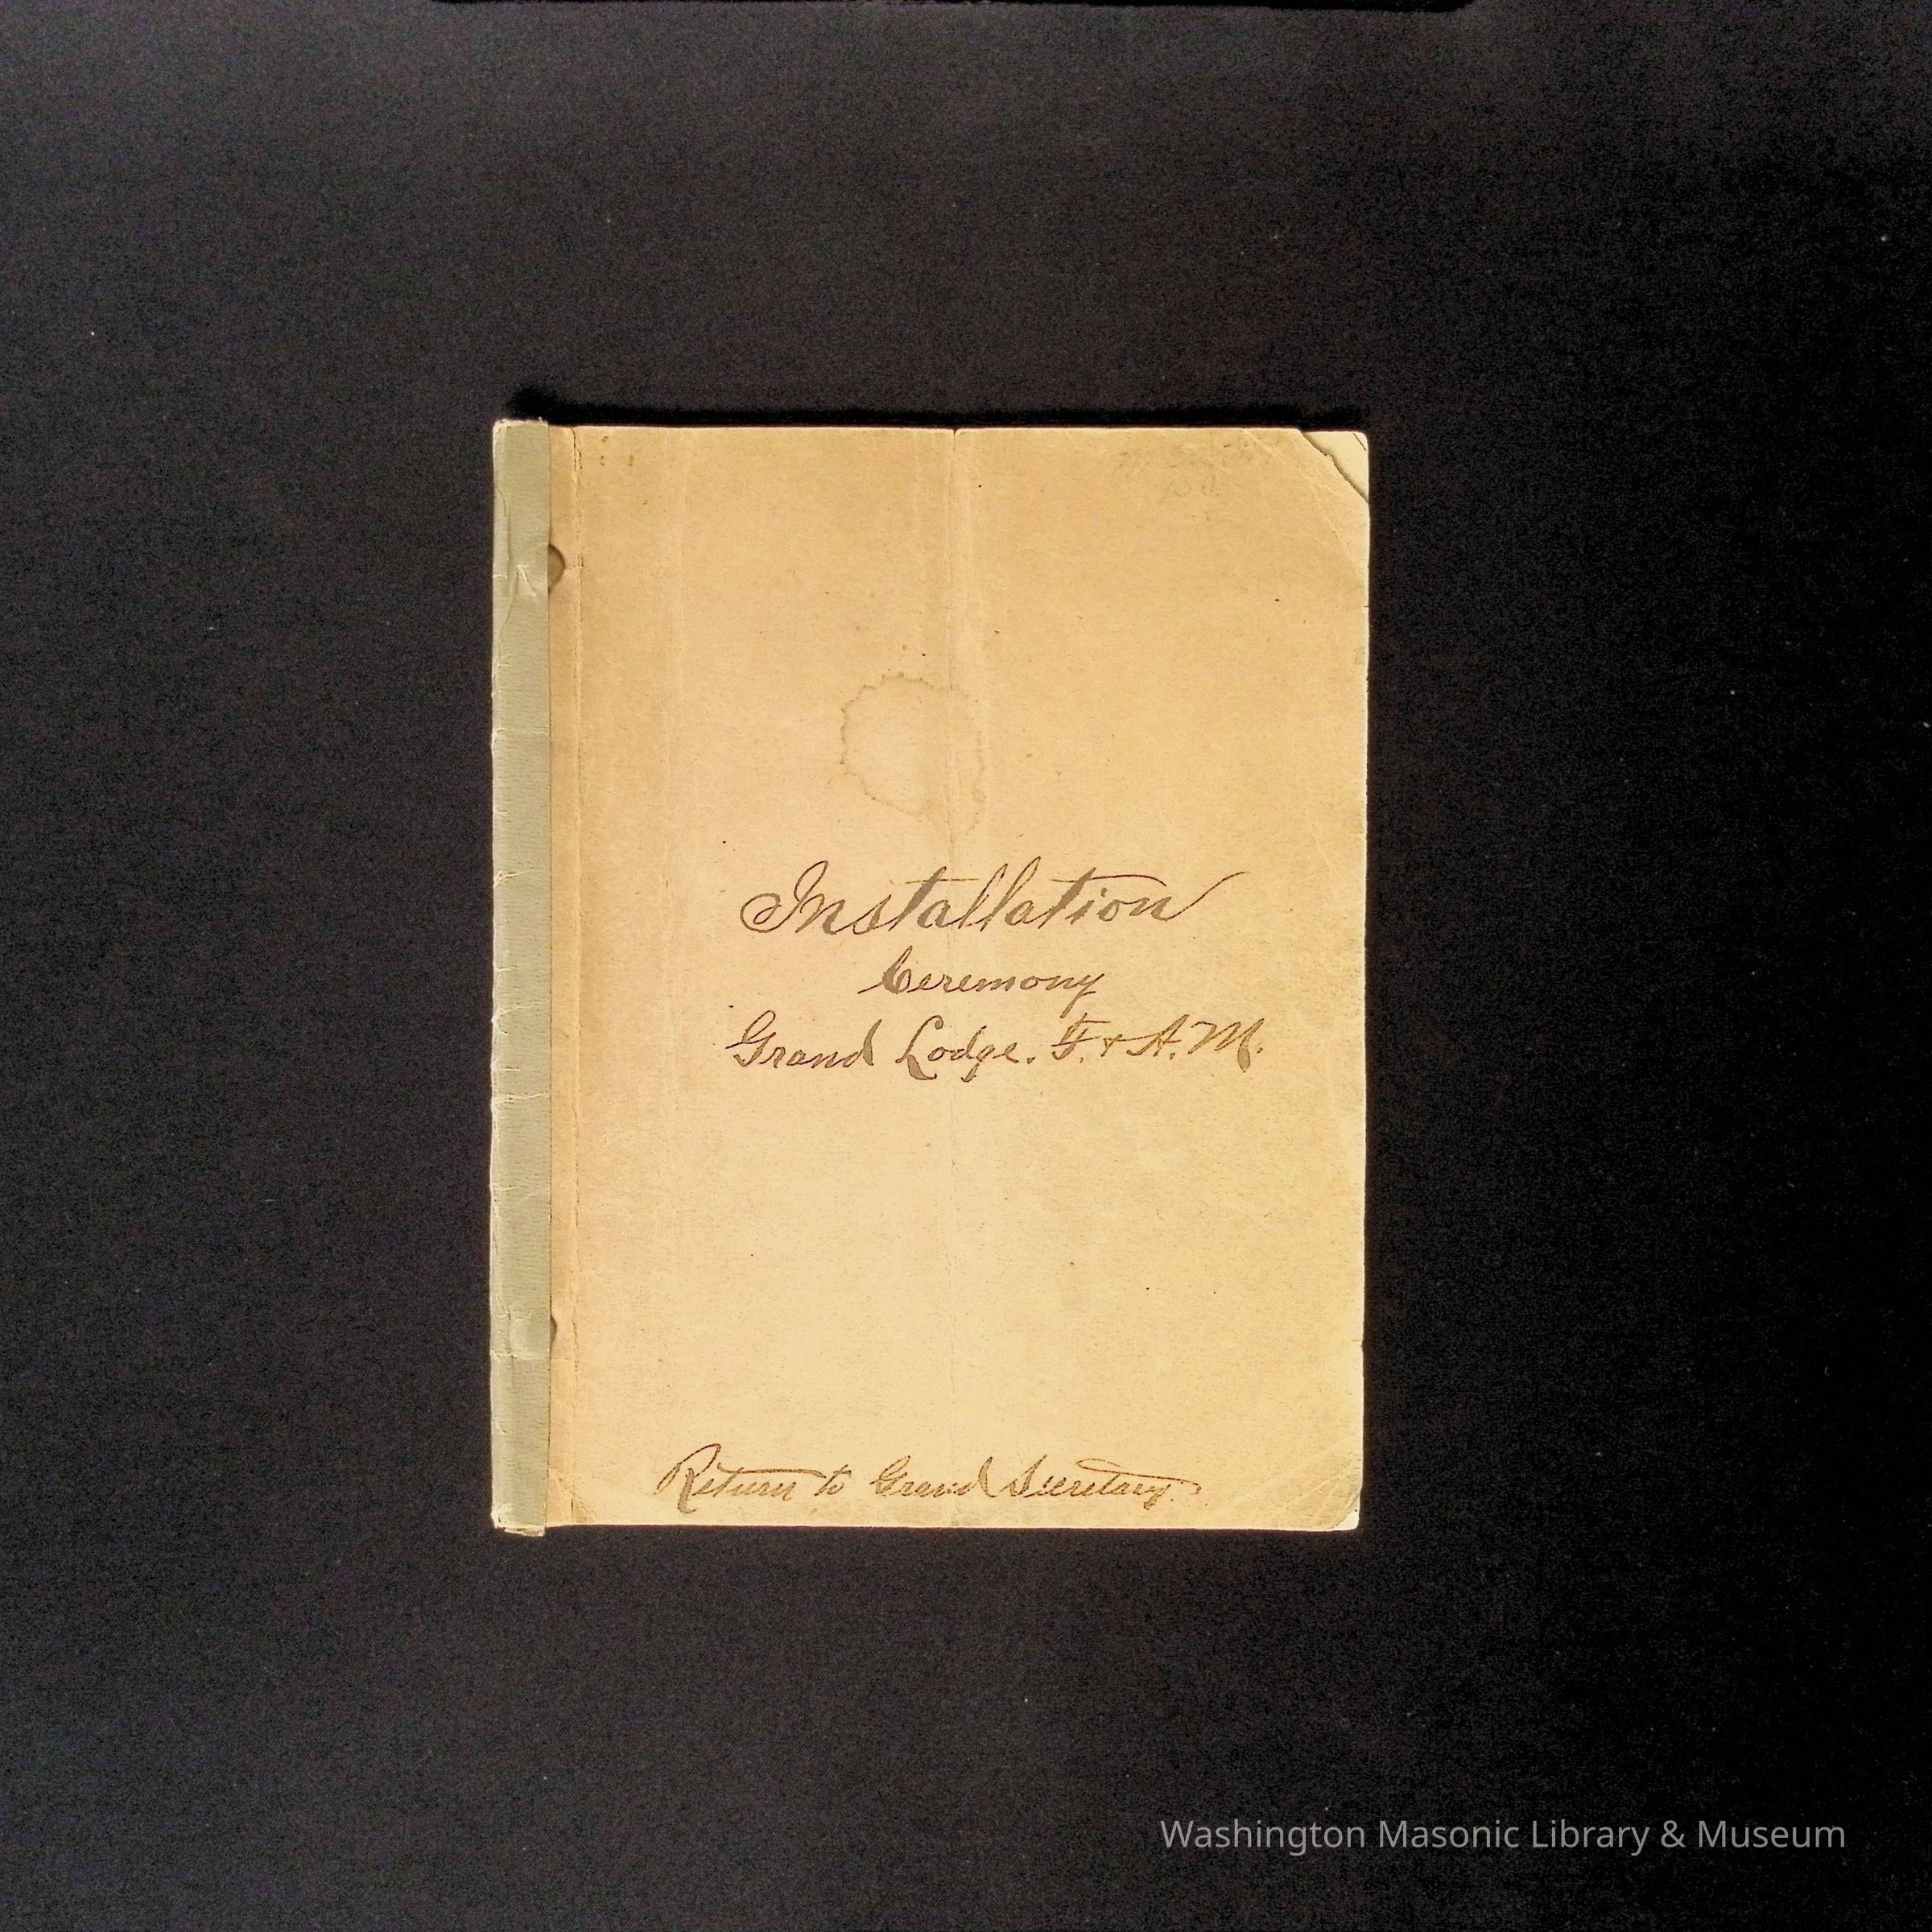 Installation
Ceremony
Grand Lodge. F. & A. M.
Return to Grand Secretary.
Washington Masonic Library & Museum